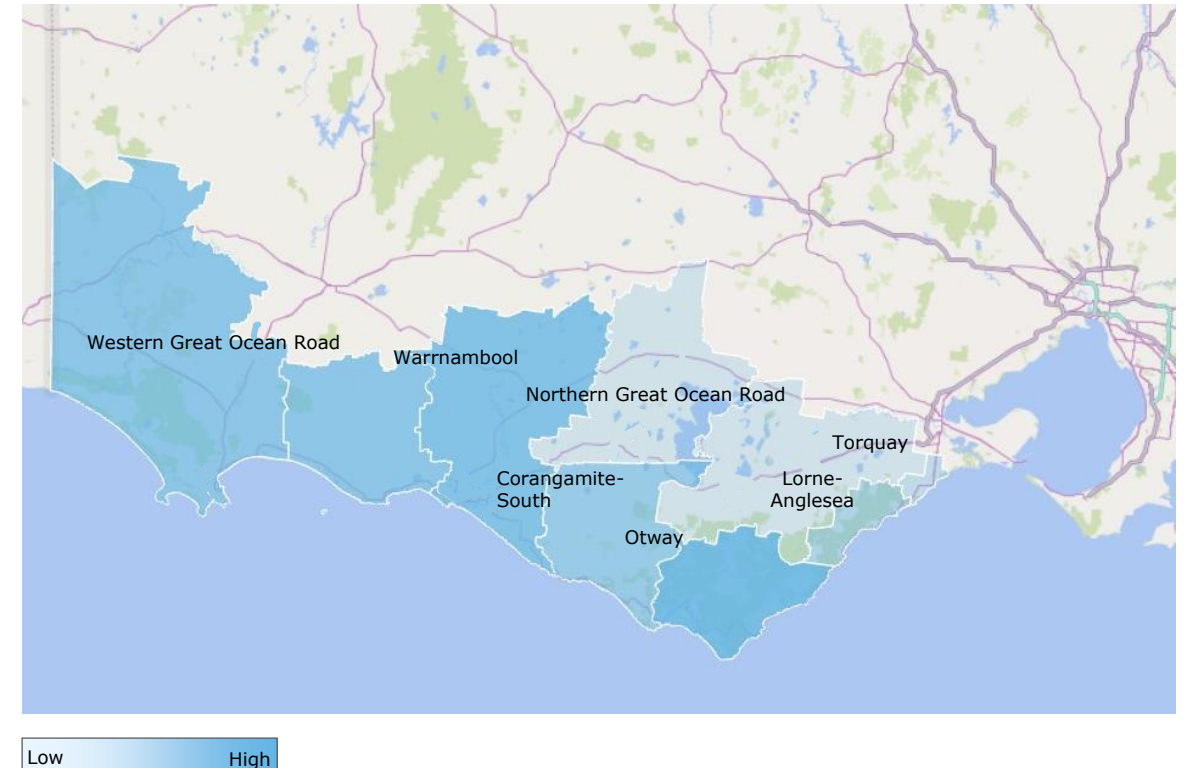 Western Great Ocean Road
Warrnambool
Northern Great Ocean Road
Torquay
Corangamite-
South
Lorne-
Anglesea
Otway
Low
High